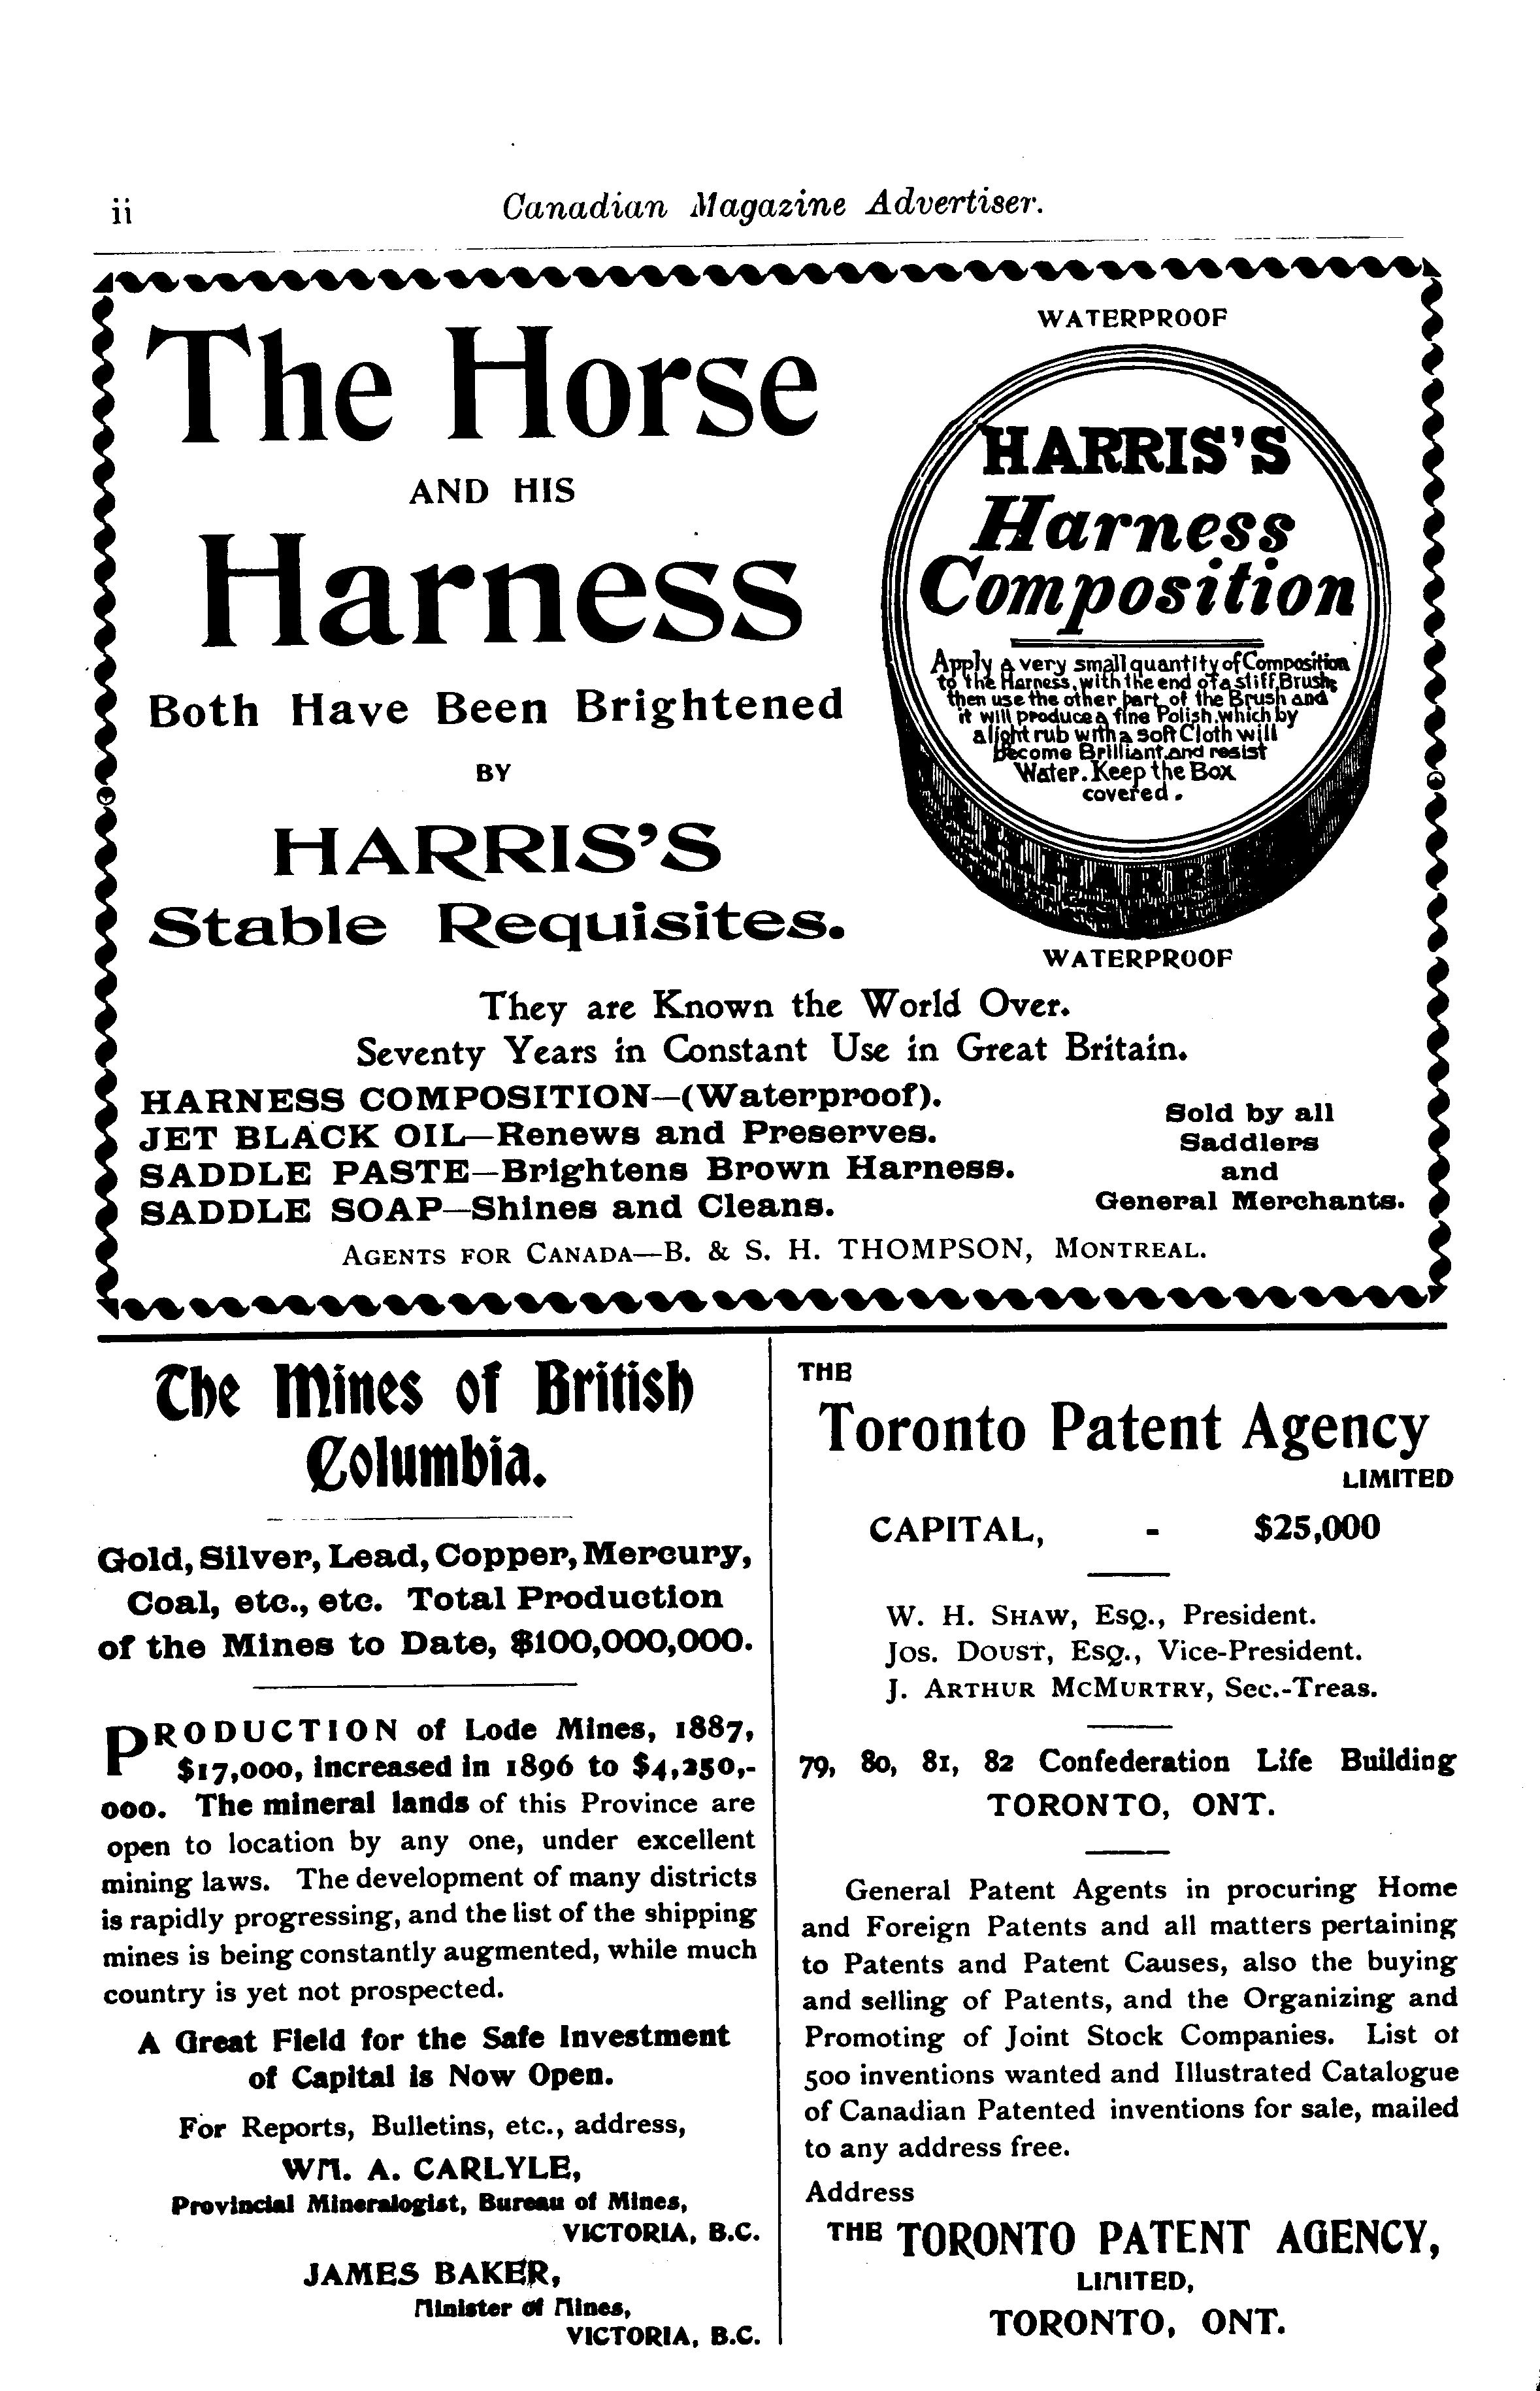 ii
Canadian Magazine Advertiser.
The Horse
AND HIS
Harness
Both Have Been Brightened
BY
HARRIS'S
Stable Requisites.
WATERPROOF
HARRIS'S
Harness
Composition
Apply a very small quantity of Composition
to the Harness, with the end of a stiff Brush;
then use the other part of the Brush and
it will produce a fine Polish, which by
a light rub with a soft Cloth will
become Brilliant and resist
Water. Keep the Box
covered.
HARRIS
WATERPROOF
They are Known the World Over.
Seventy Years in Constant Use in Great Britain.
HARNESS COMPOSITION—(Waterproof).
JET BLACK OIL—Renews and Preserves.
SADDLE PASTE—Brightens Brown Harness.
SADDLE SOAP—Shines and Cleans.
Sold by all
Saddlers
and
General Merchants.
AGENTS FOR CANADA—B. & S. H. THOMPSON, MONTREAL.
The Mines of British
Columbia.
Gold, Silver, Lead, Copper, Mercury,
Coal, etc., etc. Total Production
of the Mines to Date, $100,000,000.
PRODUCTION of Lode Mines, 1887,
$17,000, increased in 1896 to $4,250,-
000. The mineral lands of this Province are
open to location by any one, under excellent
mining laws. The development of many districts
is rapidly progressing, and the list of the shipping
mines is being constantly augmented, while much
country is yet not prospected.
A Great Field for the Safe Investment
of Capital is Now Open.
For Reports, Bulletins, etc., address,
WM. A. CARLYLE,
Provincial Mineralogist, Bureau of Mines,
VICTORIA, B.C.
JAMES BAKER,
Minister of Mines,
VICTORIA, B.C.
THE
Toronto Patent Agency
LIMITED
CAPITAL, - $25,000
W. H. SHAW, ESQ., President.
JOS. DOUST, ESQ., Vice-President.
J. ARTHUR MCMURTRY, Sec.-Treas.
79, 80, 81, 82 Confederation Life Building
TORONTO, ONT.
General Patent Agents in procuring Home
and Foreign Patents and all matters pertaining
to Patents and Patent Causes, also the buying
and selling of Patents, and the Organizing and
Promoting of Joint Stock Companies. List of
500 inventions wanted and Illustrated Catalogue
of Canadian Patented inventions for sale, mailed
to any address free.
Address
THE TORONTO PATENT AGENCY,
LIMITED,
TORONTO, ONT.